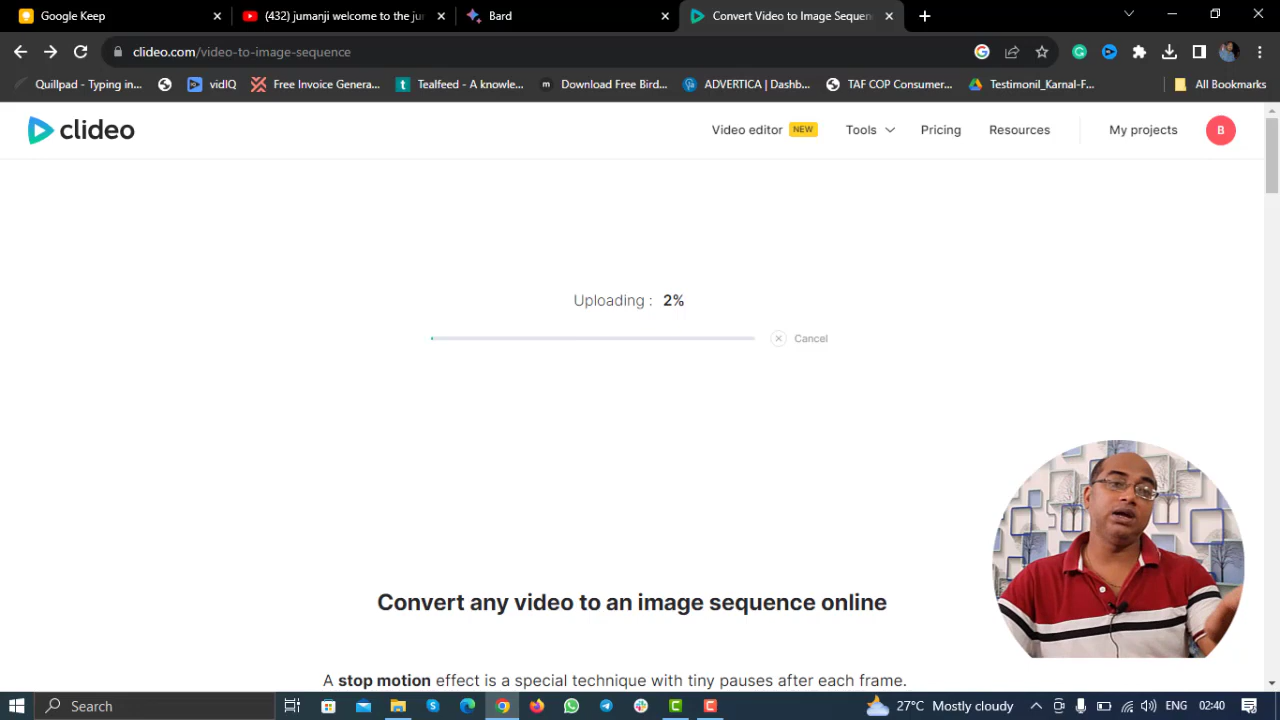 Google Keep
(432) jumanji welcome to the jun
Bard
Convert Video to Image Sequenc
clideo.com/video-to-image-sequence
Quillpad - Typing in...
vidIQ
Free Invoice Genera...
Tealfeed - A knowle...
Download Free Bird...
ADVERTICA | Dashb...
TAF COP Consumer...
Testimonil_Karnal-F...
All Bookmarks
clideo
Video editor NEW
Tools
Pricing
Resources
My projects
B
Uploading : 2%
Cancel
Convert any video to an image sequence online
A stop motion effect is a special technique with tiny pauses after each frame.
Search
27°C Mostly cloudy
ENG
02:40